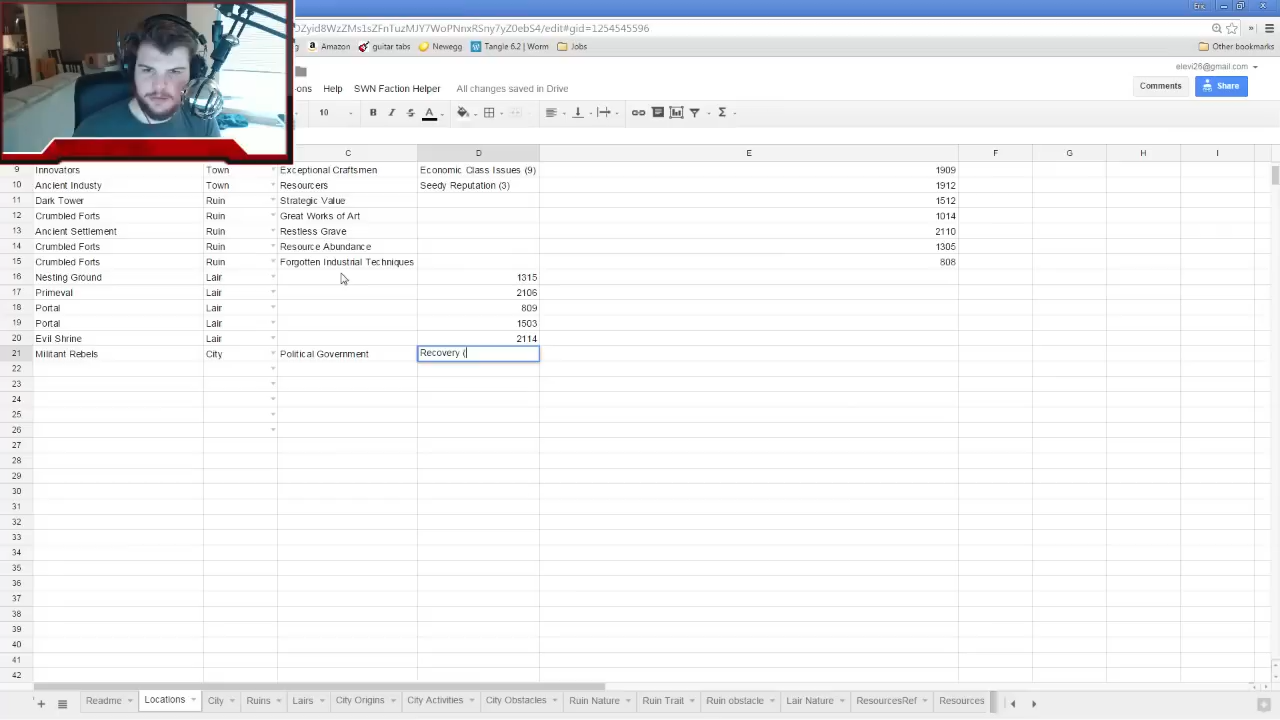 Eric
DZyid8WzZMs1sZFnTuzMJY7WoPNnxRSny7yZ0ebS4/edit#gid=1254545596
Amazon guitar tabs Newegg Tangle 6.2 | Worm Jobs Other bookmarks
elevi26@gmail.com
-ons Help SWN Faction Helper All changes saved in Drive Comments Share
10 B I S A Σ
C D E F G H I
9 Innovators Town Exceptional Craftsmen Economic Class Issues (9) 1909
10 Ancient Industy Town Resourcers Seedy Reputation (3) 1912
11 Dark Tower Ruin Strategic Value 1512
12 Crumbled Forts Ruin Great Works of Art 1014
13 Ancient Settlement Ruin Restless Grave 2110
14 Crumbled Forts Ruin Resource Abundance 1305
15 Crumbled Forts Ruin Forgotten Industrial Techniques 808
16 Nesting Ground Lair 1315
17 Primeval Lair 2106
18 Portal Lair 809
19 Portal Lair 1503
20 Evil Shrine Lair 2114
21 Militant Rebels City Political Government Recovery (
22
23
24
25
26
27
28
29
30
31
32
33
34
35
36
37
38
39
40
41
42
Readme Locations City Ruins Lairs City Origins City Activities City Obstacles Ruin Nature Ruin Trait Ruin obstacle Lair Nature ResourcesRef Resources